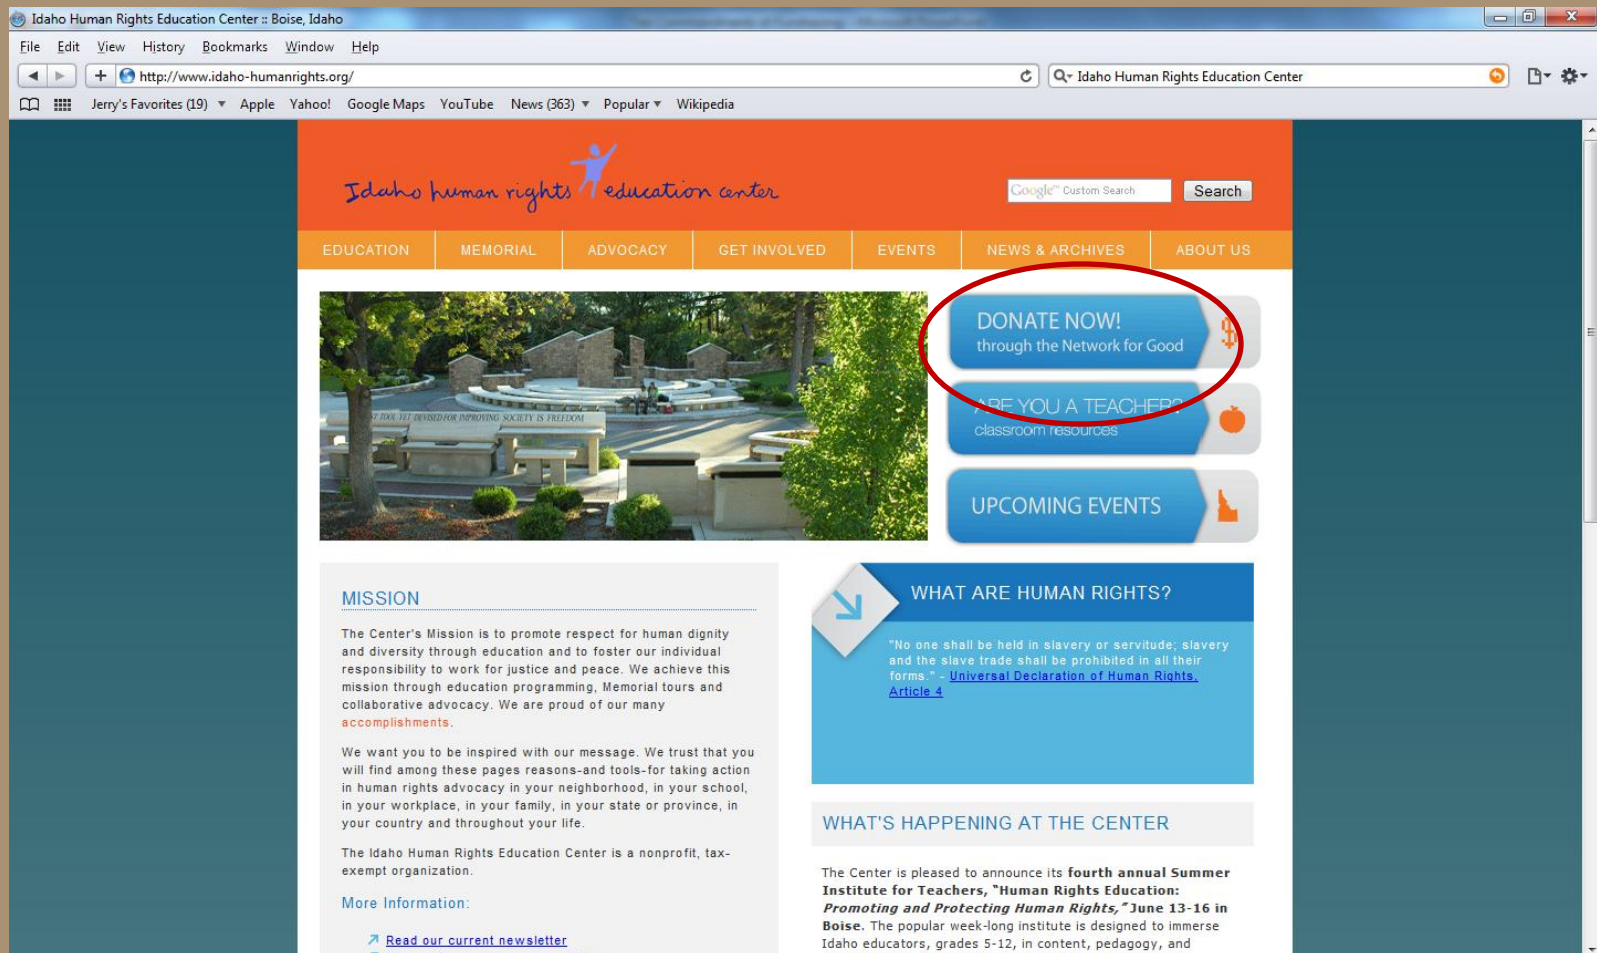 Idaho Human Rights Education Center :: Boise, Idaho
File Edit View History Bookmarks Window Help
http://www.idaho-humanrights.org/
Idaho Human Rights Education Center
Jerry's Favorites (19) Apple Yahoo! Google Maps YouTube News (363) Popular Wikipedia
Idaho human rights education center
Google™ Custom Search Search
EDUCATION MEMORIAL ADVOCACY GET INVOLVED EVENTS NEWS & ARCHIVES ABOUT US
TOOL YET DEVISED FOR IMPROVING SOCIETY IS FREEDOM
DONATE NOW!
through the Network for Good
$
ARE YOU A TEACHER?
classroom resources
UPCOMING EVENTS
MISSION
The Center's Mission is to promote respect for human dignity
and diversity through education and to foster our individual
responsibility to work for justice and peace. We achieve this
mission through education programming, Memorial tours and
collaborative advocacy. We are proud of our many
accomplishments.
We want you to be inspired with our message. We trust that you
will find among these pages reasons-and tools-for taking action
in human rights advocacy in your neighborhood, in your school,
in your workplace, in your family, in your state or province, in
your country and throughout your life.
The Idaho Human Rights Education Center is a nonprofit, tax-
exempt organization.
More Information:
Read our current newsletter
WHAT ARE HUMAN RIGHTS?
"No one shall be held in slavery or servitude; slavery
and the slave trade shall be prohibited in all their
forms." - Universal Declaration of Human Rights,
Article 4
WHAT'S HAPPENING AT THE CENTER
The Center is pleased to announce its fourth annual Summer
Institute for Teachers, "Human Rights Education:
Promoting and Protecting Human Rights," June 13-16 in
Boise. The popular week-long institute is designed to immerse
Idaho educators, grades 5-12, in content, pedagogy, and